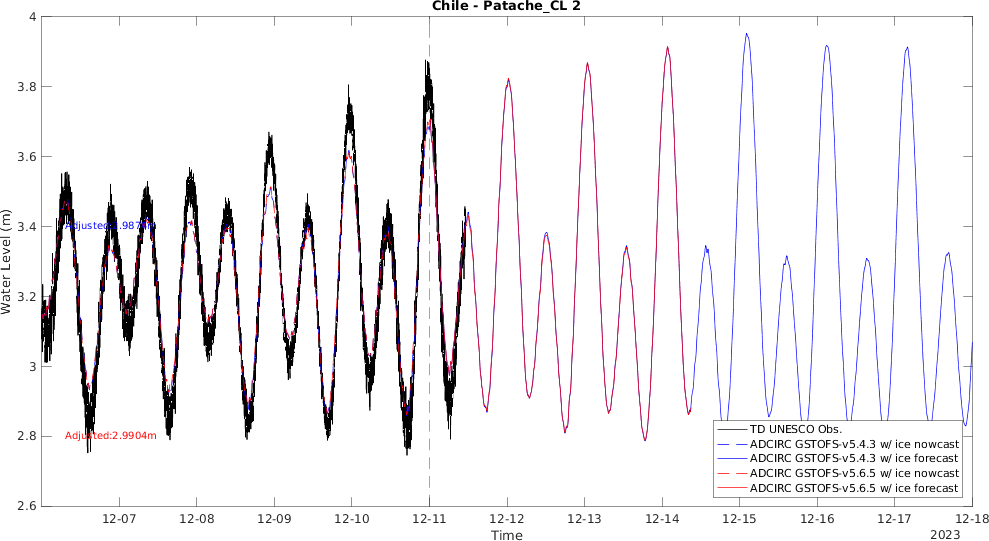 Chile - Patache_CL 2
4
3.8
3.6
3.4
3.2
3
2.8
2.6
Water Level (m)
Adjusted:2.9904m
TD UNESCO Obs.
ADCIRC GSTOFS-v5.4.3 w/ ice nowcast
ADCIRC GSTOFS-v5.4.3 w/ ice forecast
ADCIRC GSTOFS-v5.6.5 w/ ice nowcast
ADCIRC GSTOFS-v5.6.5 w/ ice forecast
12-07 12-08 12-09 12-10 12-11 12-12 12-13 12-14 12-15 12-16 12-17 12-18
Time
2023